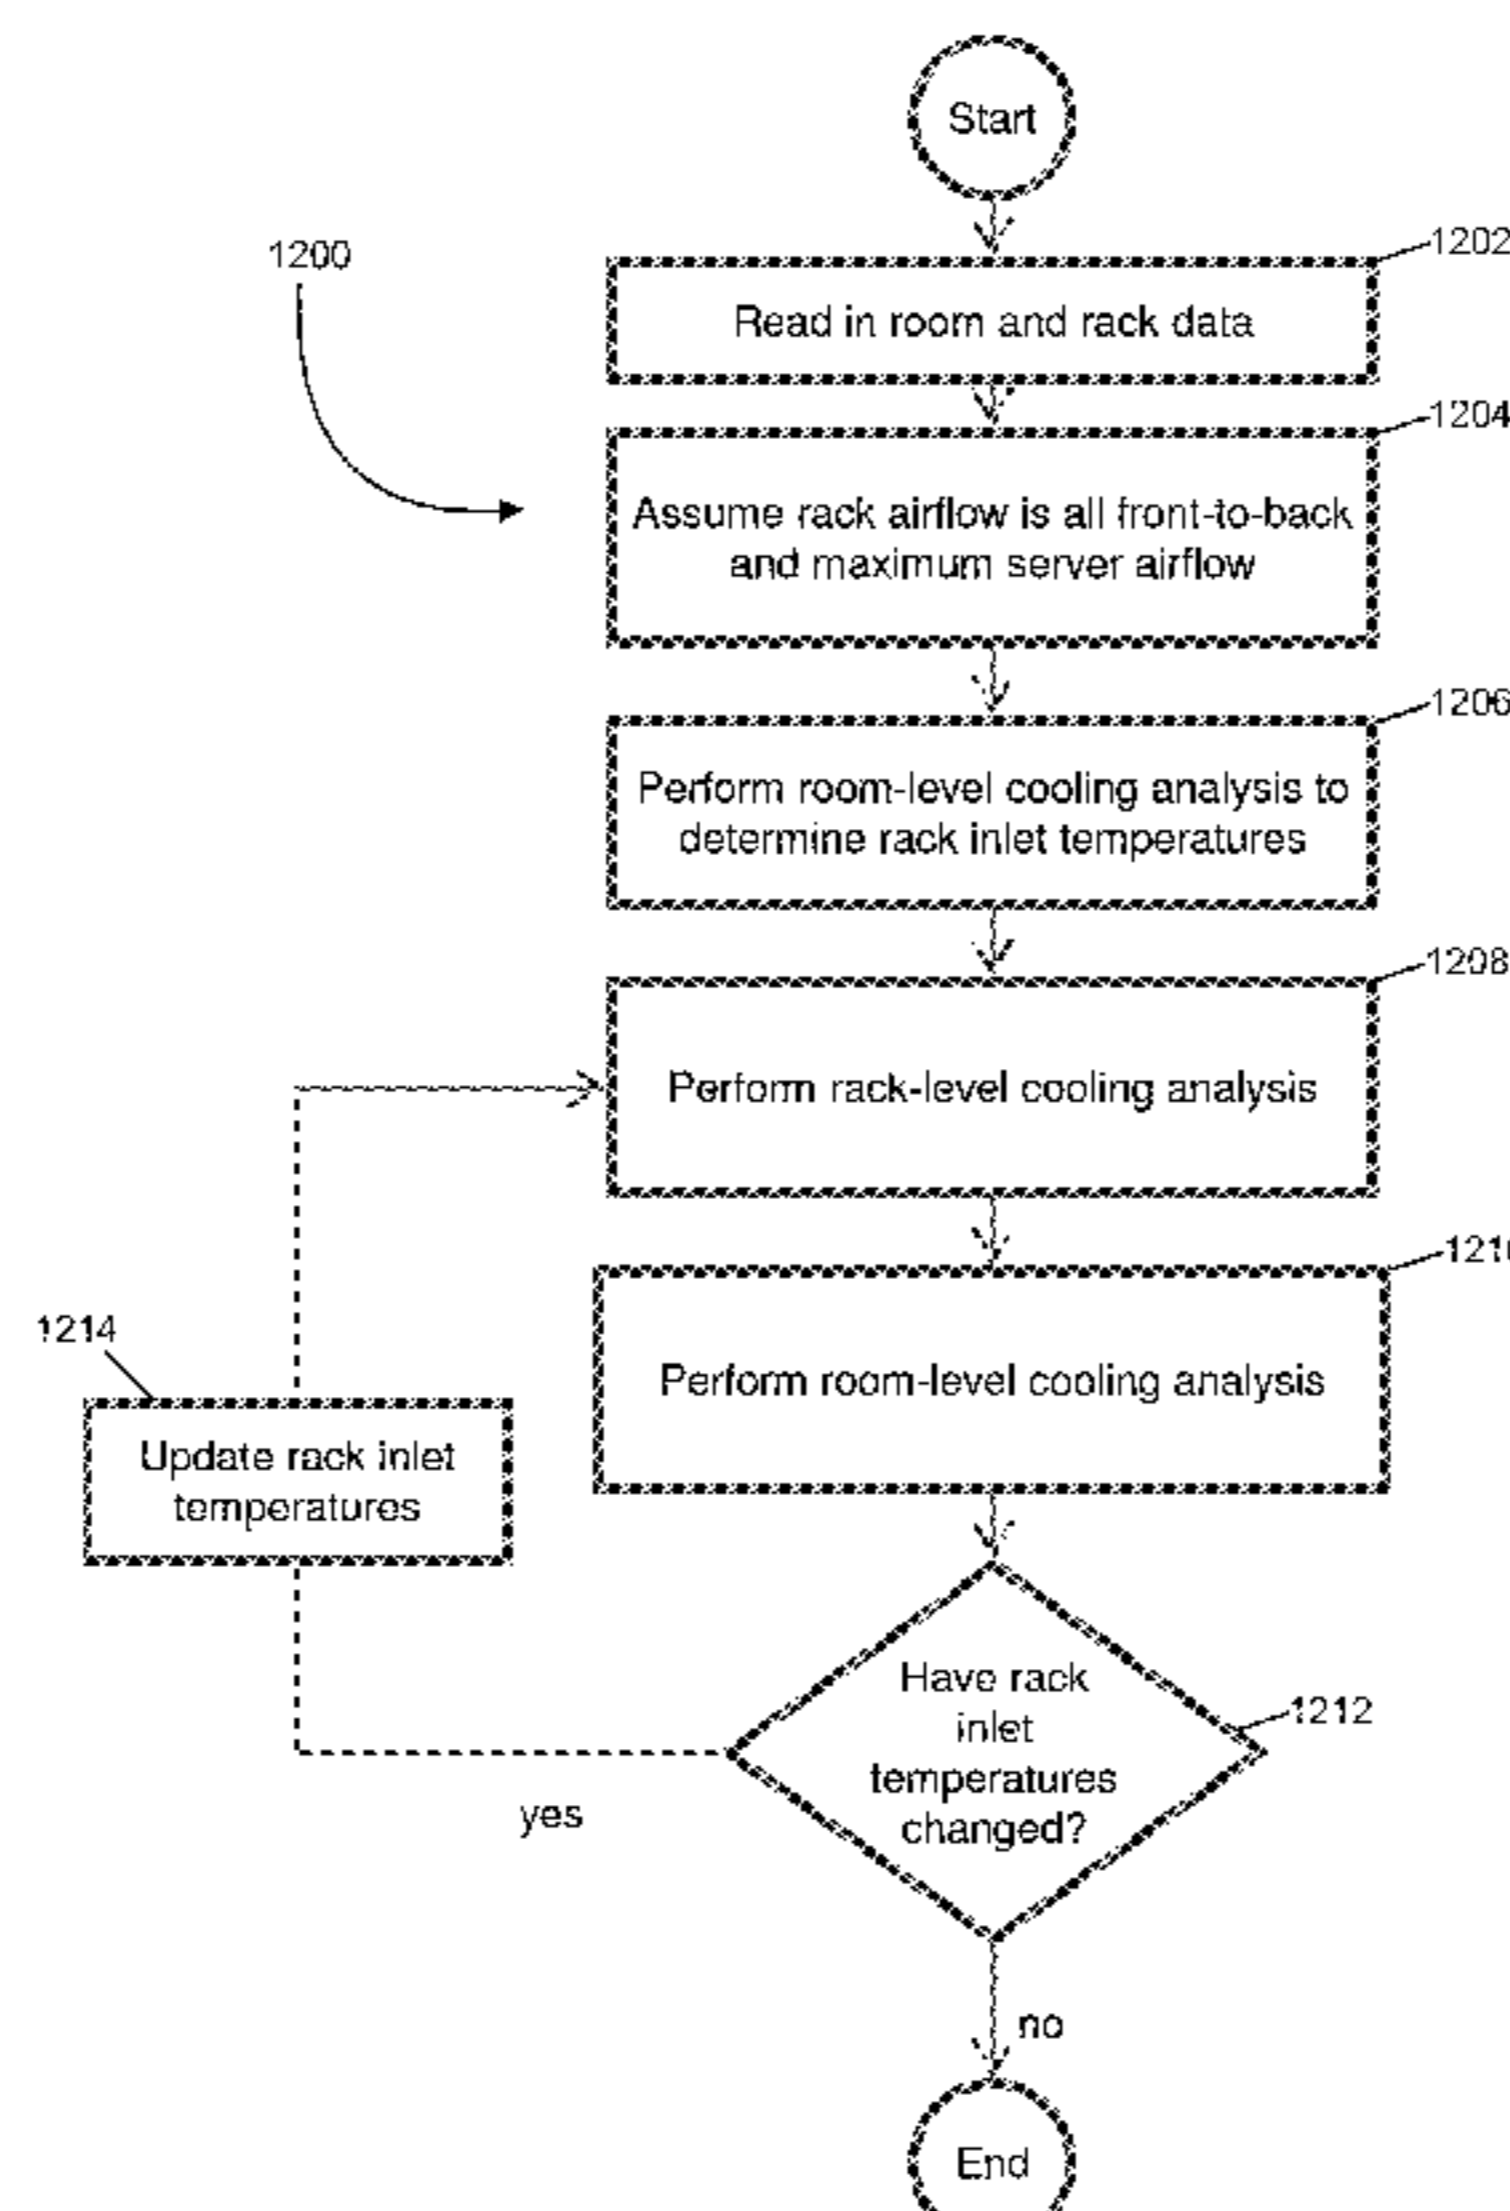 Start
1200
1202
Read in room and rack data
1204
Assume rack airflow is all front-to-back
and maximum server airflow
1206
Perform room-level cooling analysis to
determine rack inlet temperatures
1208
Perform rack-level cooling analysis
Perform room-level cooling analysis
1214
Update rack inlet
temperatures
Have rack
inlet
temperatures
changed?
1212
yes
no
End